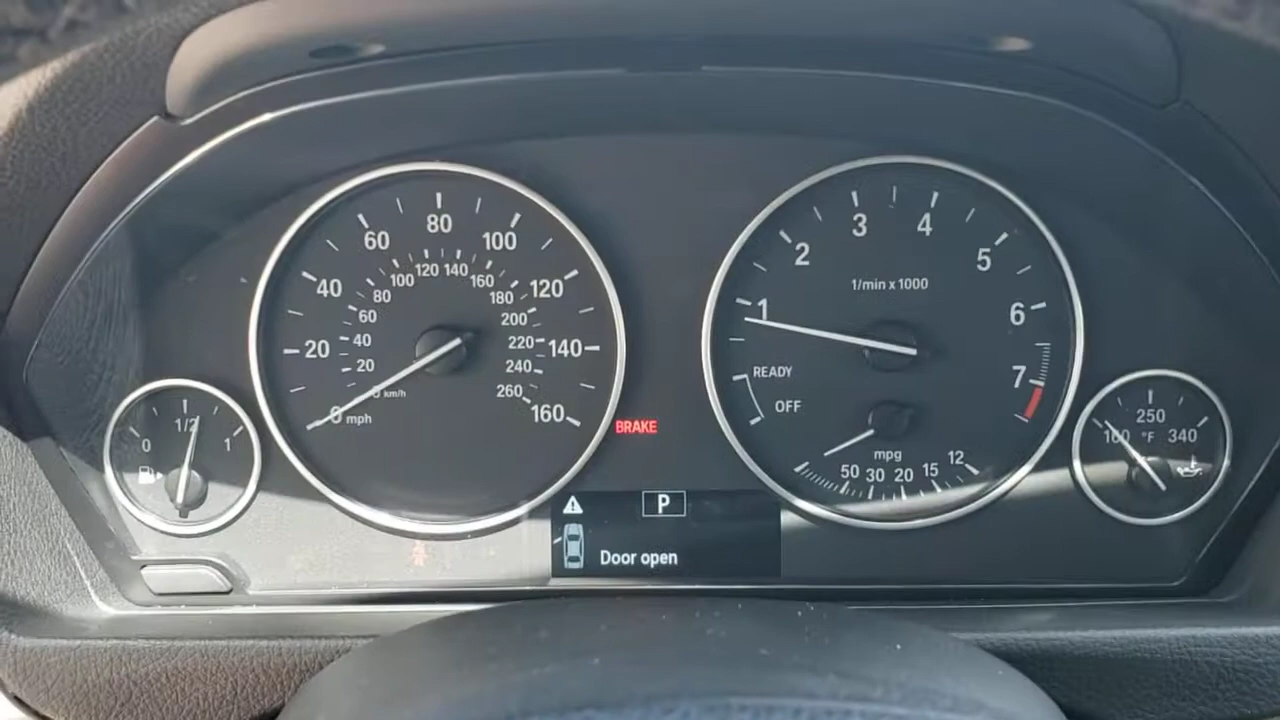 20 40 60 80 100 120 140 160
0 mph
20 40 60 80 100 120 140 160 180 200 220 240 260
0 km/h
0 1/2 1
BRAKE
P
Door open
1 2 3 4 5 6 7
1/min x 1000
READY
OFF
mpg
50 30 20 15 12
160 250 340
°F